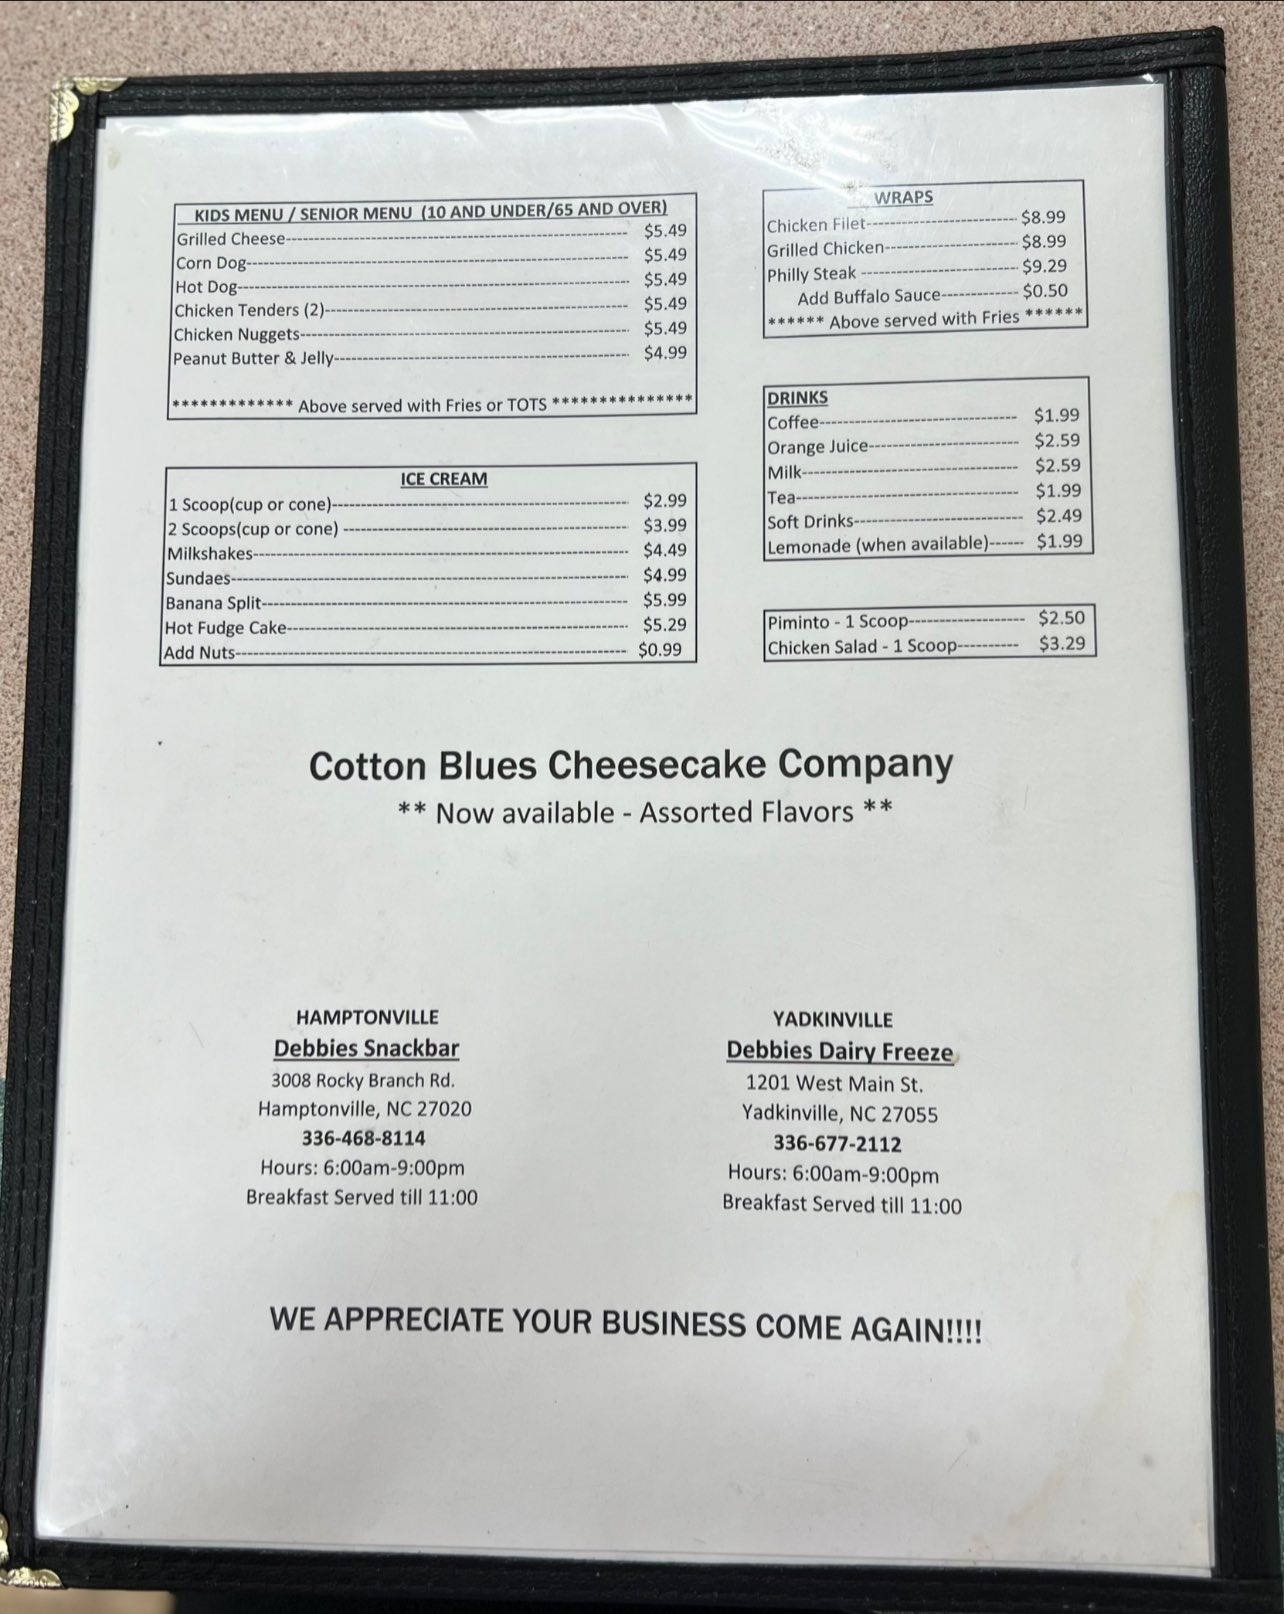 KIDS MENU / SENIOR MENU (10 AND UNDER/65 AND OVER)
Grilled Cheese------------------------------------------ $5.49
Corn Dog------------------------------------------ $5.49
Hot Dog------------------------------------------ $5.49
Chicken Tenders (2)------------------------------------------ $5.49
Chicken Nuggets------------------------------------------ $5.49
Peanut Butter & Jelly------------------------------------------ $4.99
************* Above served with Fries or TOTS ***************
ICE CREAM
1 Scoop(cup or cone)------------------------------------------ $2.99
2 Scoops(cup or cone) ------------------------------------------ $3.99
Milkshakes------------------------------------------ $4.49
Sundaes------------------------------------------ $4.99
Banana Split------------------------------------------ $5.99
Hot Fudge Cake------------------------------------------ $5.29
Add Nuts------------------------------------------ $0.99
WRAPS
Chicken Filet-------------------------- $8.99
Grilled Chicken----------------------- $8.99
Philly Steak --------------------------- $9.29
Add Buffalo Sauce------------- $0.50
****** Above served with Fries ******
DRINKS
Coffee---------------------------------- $1.99
Orange Juice-------------------------- $2.59
Milk------------------------------------- $2.59
Tea-------------------------------------- $1.99
Soft Drinks----------------------------- $2.49
Lemonade (when available)------ $1.99
Piminto - 1 Scoop-------------------- $2.50
Chicken Salad - 1 Scoop---------- $3.29
Cotton Blues Cheesecake Company
** Now available - Assorted Flavors **
HAMPTONVILLE
Debbies Snackbar
3008 Rocky Branch Rd.
Hamptonville, NC 27020
336-468-8114
Hours: 6:00am-9:00pm
Breakfast Served till 11:00
YADKINVILLE
Debbies Dairy Freeze
1201 West Main St.
Yadkinville, NC 27055
336-677-2112
Hours: 6:00am-9:00pm
Breakfast Served till 11:00
WE APPRECIATE YOUR BUSINESS COME AGAIN!!!!